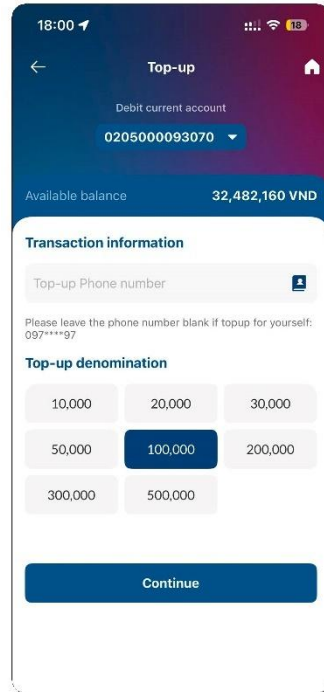 18:00
18
Top-up
Debit current account
0205000093070
Available balance 32,482,160 VND
Transaction information
Top-up Phone number
Please leave the phone number blank if topup for yourself:
097****97
Top-up denomination
10,000 20,000 30,000
50,000 100,000 200,000
300,000 500,000
Continue